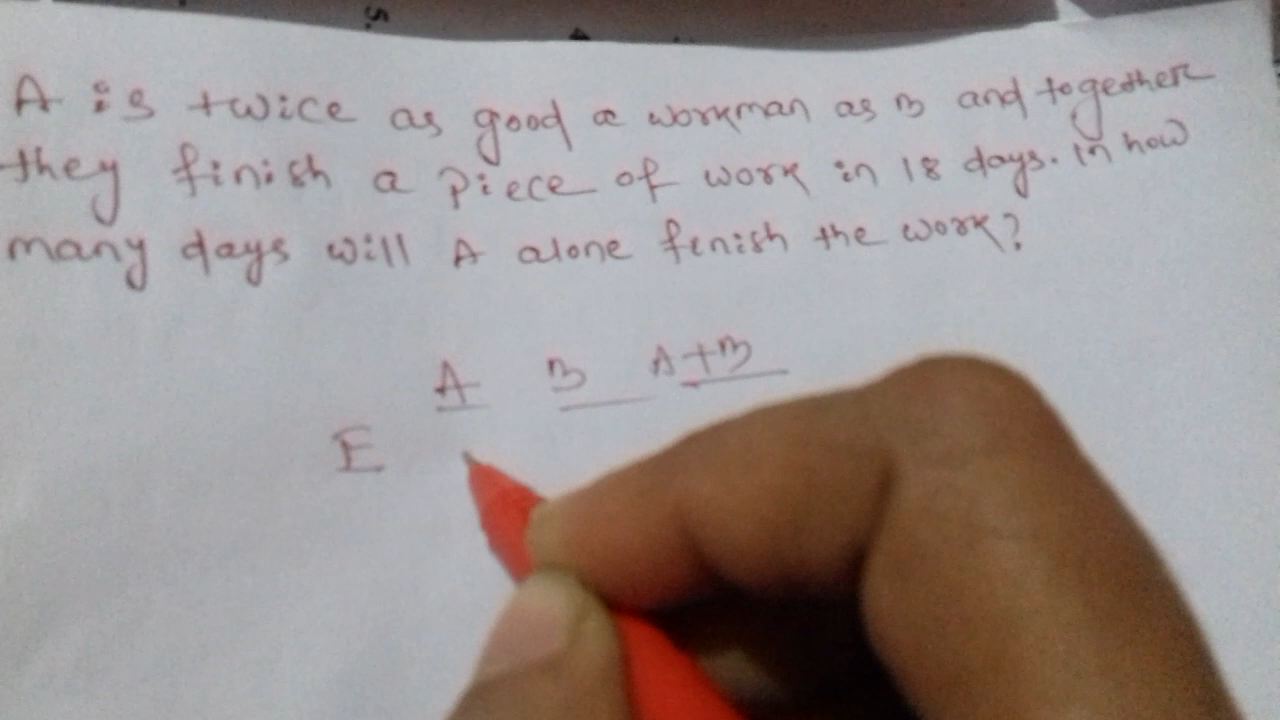 5.
A is twice as good a workman as B and together
they finish a piece of work in 18 days. In how
many days will A alone finish the work?
A B A+B
E